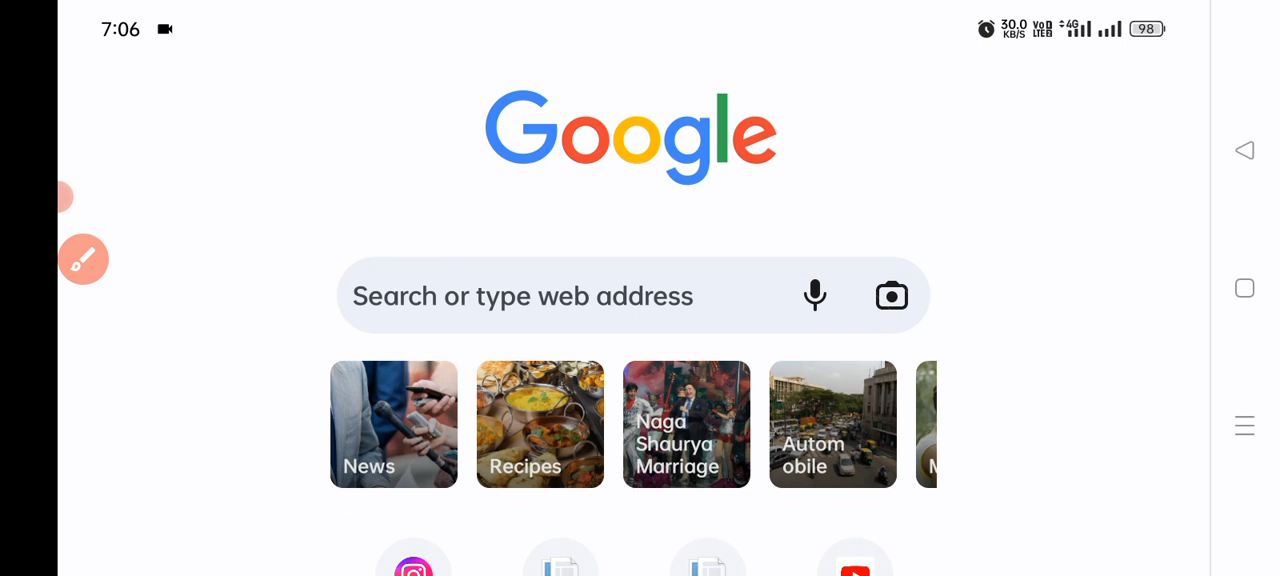 7:06
30.0 KB/S VoD LTE 4G 98
Google
Search or type web address
News
Recipes
Naga
Shaurya
Marriage
Autom
obile